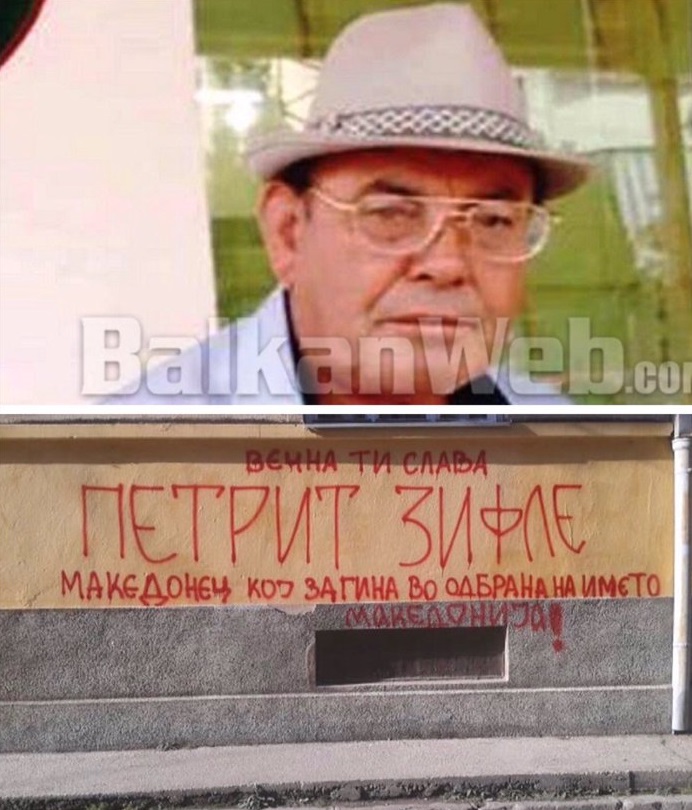 BalkanWeb.com
ВЕЧНА ТИ СЛАВА
ПЕТРИТ ЗИФЛЕ
МАКЕДОНЕЦ КОЈ ЗАГИНА ВО ОДБРАНА НА ИМЕТО
МАКЕДОНИЈА!